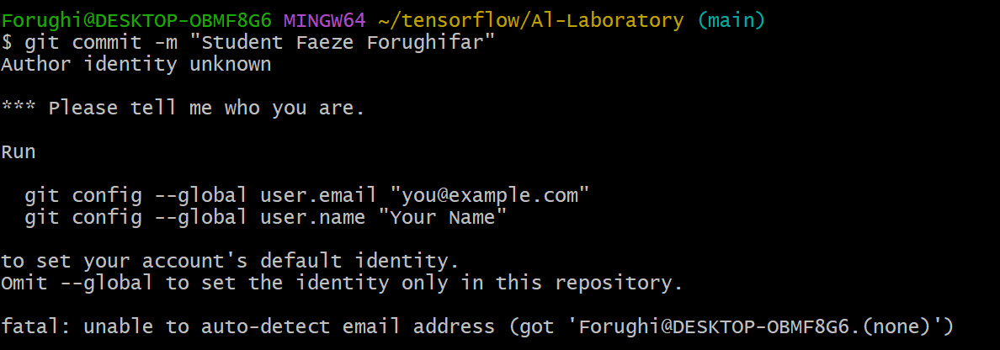 Forughi@DESKTOP-OBMF8G6 MINGW64 ~/tensorflow/Al-Laboratory (main)
$ git commit -m "Student Faeze Forughifar"
Author identity unknown
*** Please tell me who you are.
Run
git config --global user.email "you@example.com"
git config --global user.name "Your Name"
to set your account's default identity.
Omit --global to set the identity only in this repository.
fatal: unable to auto-detect email address (got 'Forughi@DESKTOP-OBMF8G6.(none)')